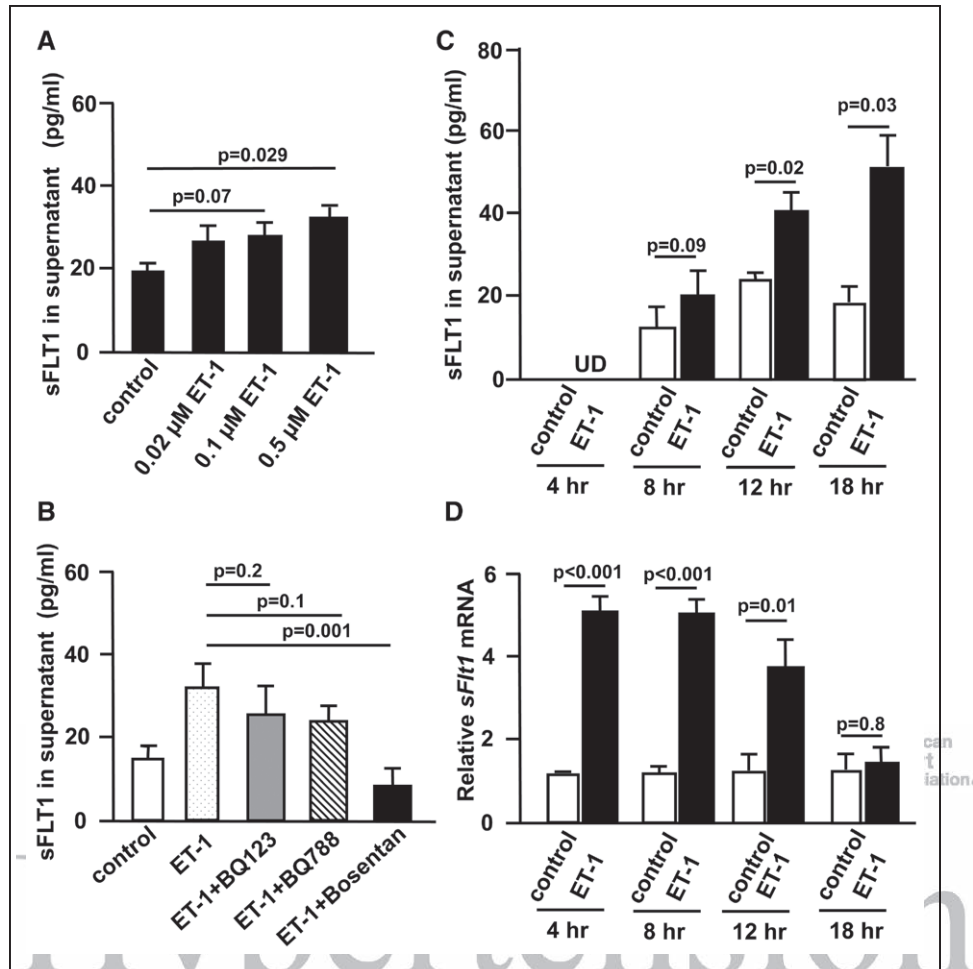 A
sFLT1 in supernatant (pg/ml)
60
40
20
0
p=0.029
p=0.07
control
0.02 µM ET-1
0.1 µM ET-1
0.5 µM ET-1
C
sFLT1 in supernatant (pg/ml)
80
60
40
20
0
UD
p=0.09
p=0.02
p=0.03
control
ET-1
control
ET-1
control
ET-1
control
ET-1
4 hr
8 hr
12 hr
18 hr
B
sFLT1 in supernatant (pg/ml)
60
40
20
0
p=0.2
p=0.1
p=0.001
control
ET-1
ET-1+BQ123
ET-1+BQ788
ET-1+Bosentan
D
Relative sFlt1 mRNA
6
4
2
0
p<0.001
p<0.001
p=0.01
p=0.8
control
ET-1
control
ET-1
control
ET-1
control
ET-1
4 hr
8 hr
12 hr
18 hr